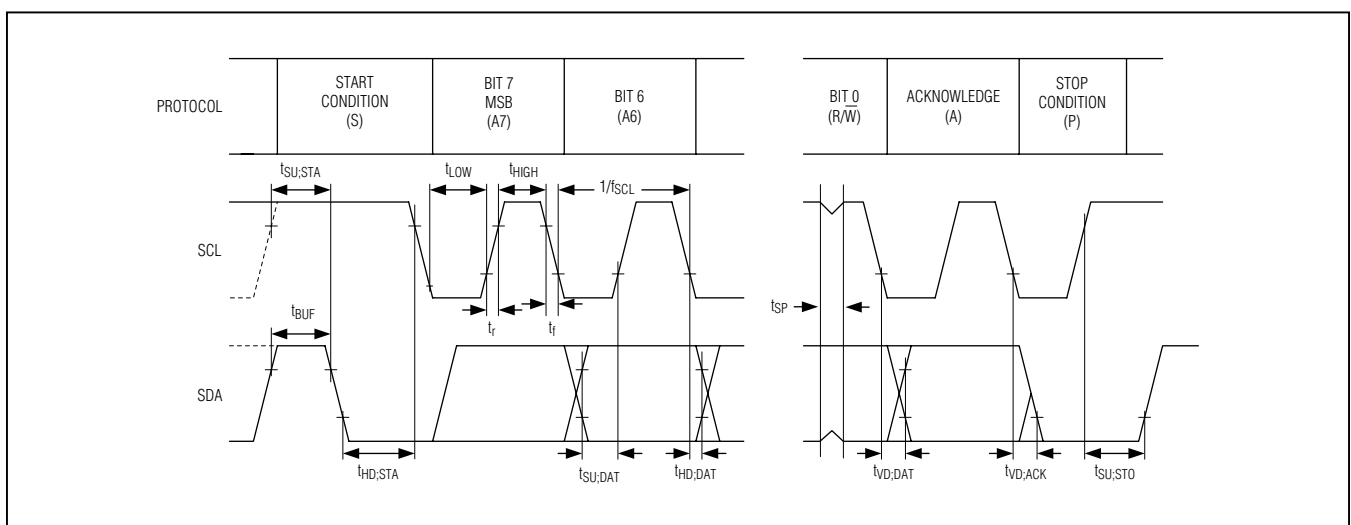 PROTOCOL
START
CONDITION
(S)
BIT 7
MSB
(A7)
BIT 6
(A6)
BIT 0
(R/W̅)
ACKNOWLEDGE
(A)
STOP
CONDITION
(P)
tSU;STA
tLOW
tHIGH
1/fSCL
SCL
tBUF
tr
tf
tSP
SDA
tHD;STA
tSU;DAT
tHD;DAT
tVD;DAT
tVD;ACK
tSU;STO